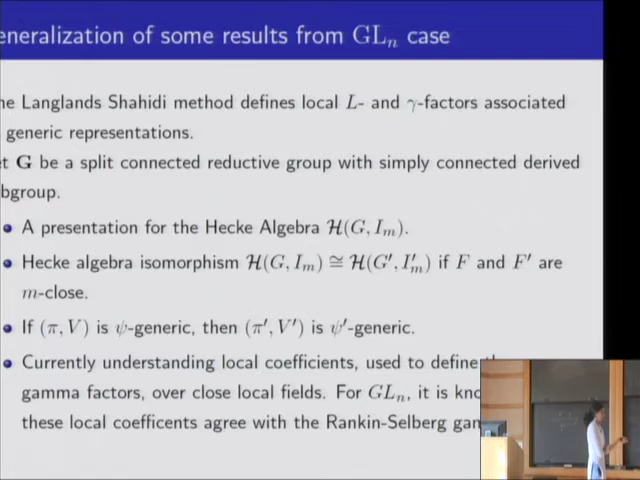 eneralization of some results from GLₙ case
he Langlands Shahidi method defines local L- and γ-factors associated
generic representations.
et G be a split connected reductive group with simply connected derived
bgroup.
A presentation for the Hecke Algebra ℋ(G, Iₘ).
Hecke algebra isomorphism ℋ(G, Iₘ) ≅ ℋ(G′, I′ₘ) if F and F′ are
m-close.
If (π, V) is ψ-generic, then (π′, V′) is ψ′-generic.
Currently understanding local coefficients, used to define
gamma factors, over close local fields. For GLₙ, it is kno
these local coefficents agree with the Rankin-Selberg gam